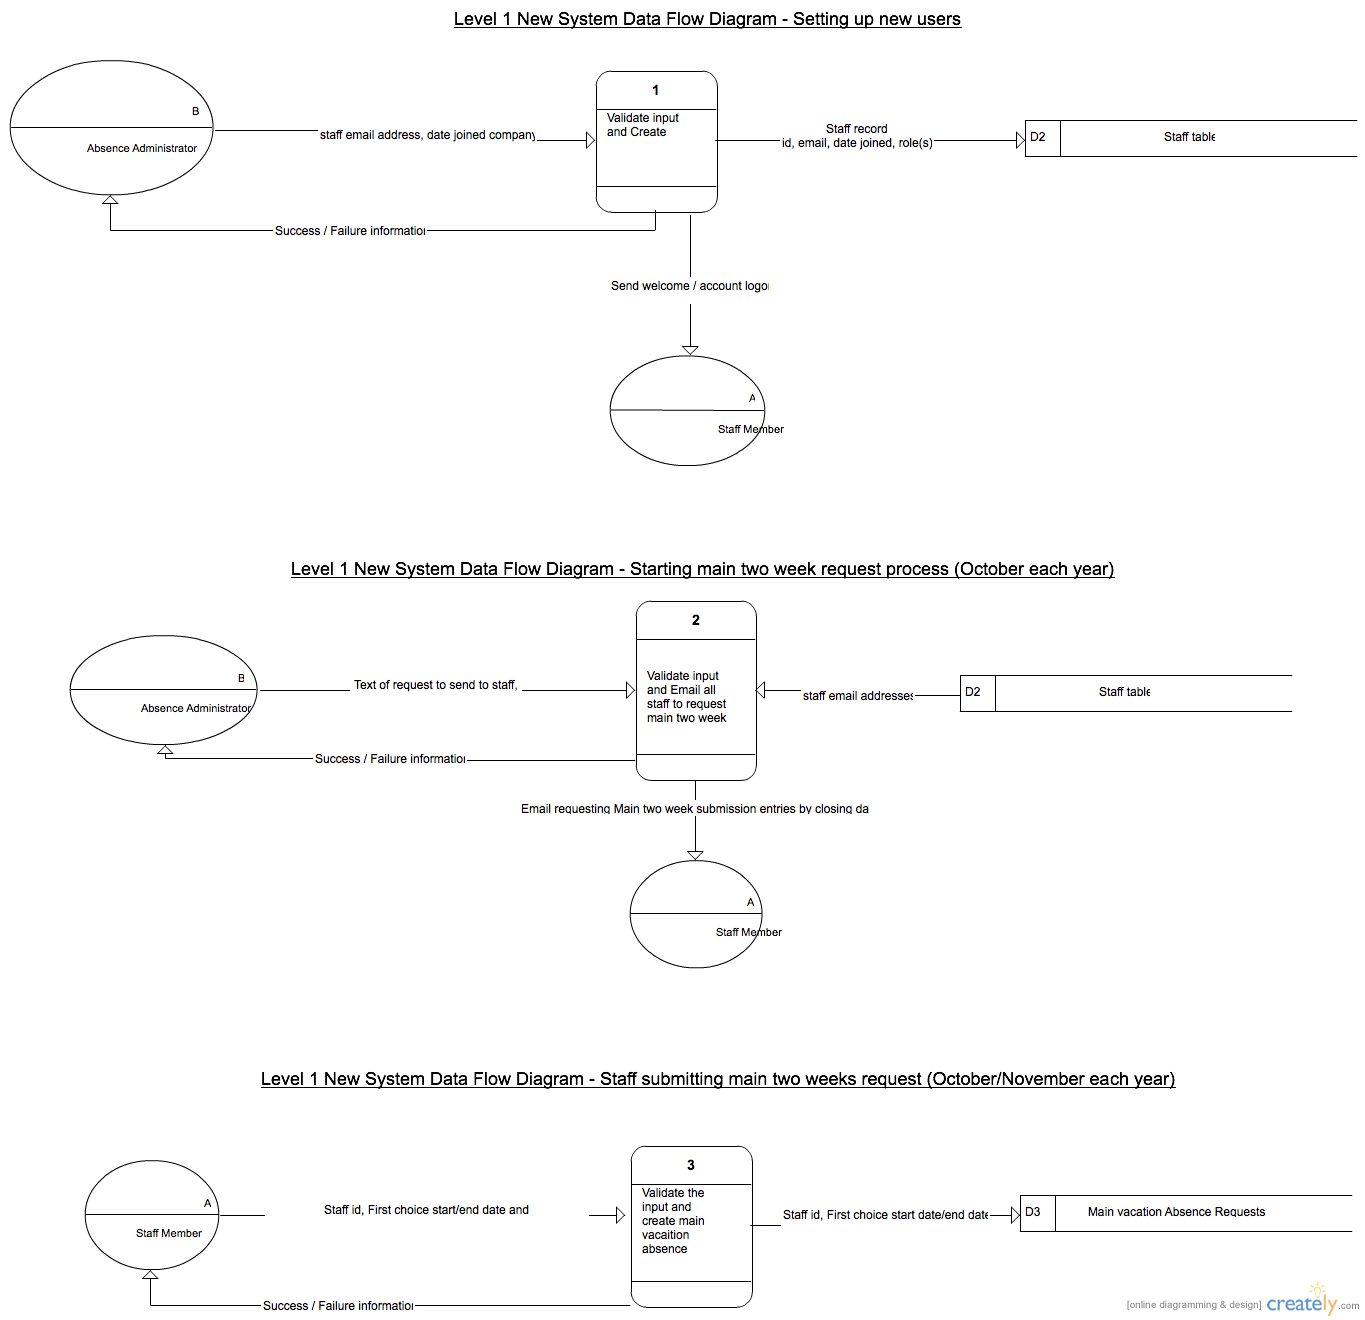 Level 1 New System Data Flow Diagram - Setting up new users
B
Absence Administrator
staff email address, date joined company
1
Validate input
and Create
Staff record
id, email, date joined, role(s)
D2
Staff table
Success / Failure information
Send welcome / account logo
A
Staff Member
Level 1 New System Data Flow Diagram - Starting main two week request process (October each year)
B
Absence Administrator
Text of request to send to staff,
2
Validate input
and Email all
staff to request
main two week
staff email addresses
D2
Staff table
Success / Failure information
Email requesting Main two week submission entries by closing da
A
Staff Member
Level 1 New System Data Flow Diagram - Staff submitting main two weeks request (October/November each year)
A
Staff Member
Staff id, First choice start/end date and
3
Validate the
input and
create main
vacaition
absence
Staff id, First choice start date/end date
D3
Main vacation Absence Requests
Success / Failure information
[online diagramming & design] creately.com